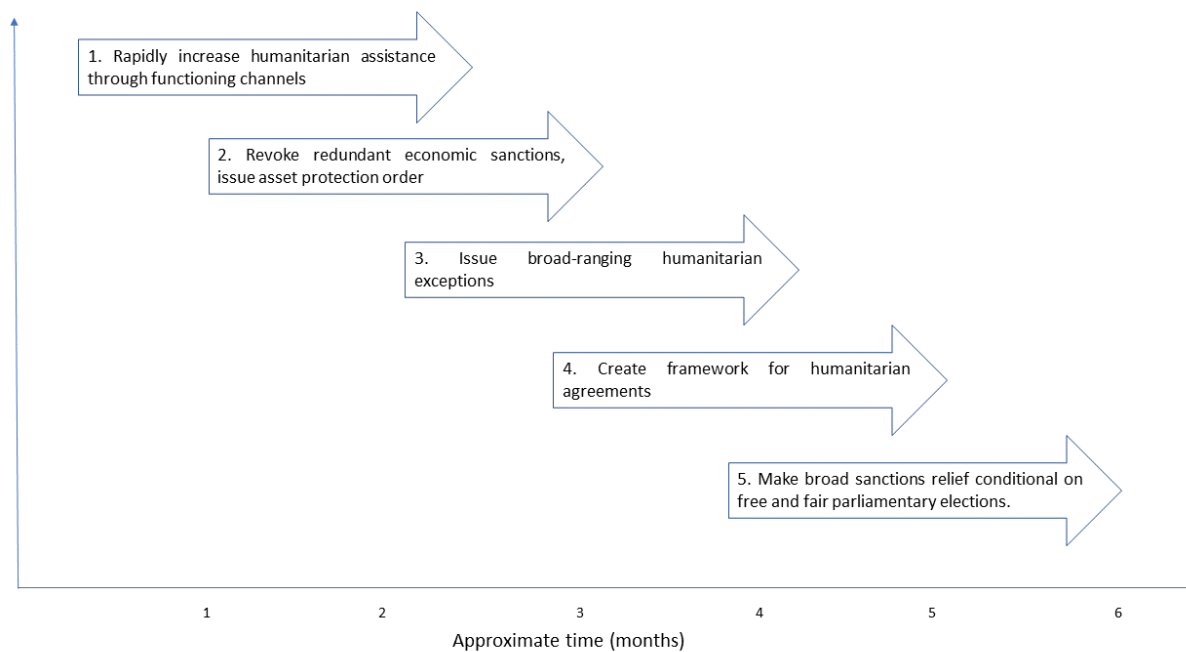 1. Rapidly increase humanitarian assistance
through functioning channels
2. Revoke redundant economic sanctions,
issue asset protection order
3. Issue broad-ranging humanitarian
exceptions
4. Create framework for humanitarian
agreements
5. Make broad sanctions relief conditional on
free and fair parliamentary elections.
1 2 3 4 5 6
Approximate time (months)